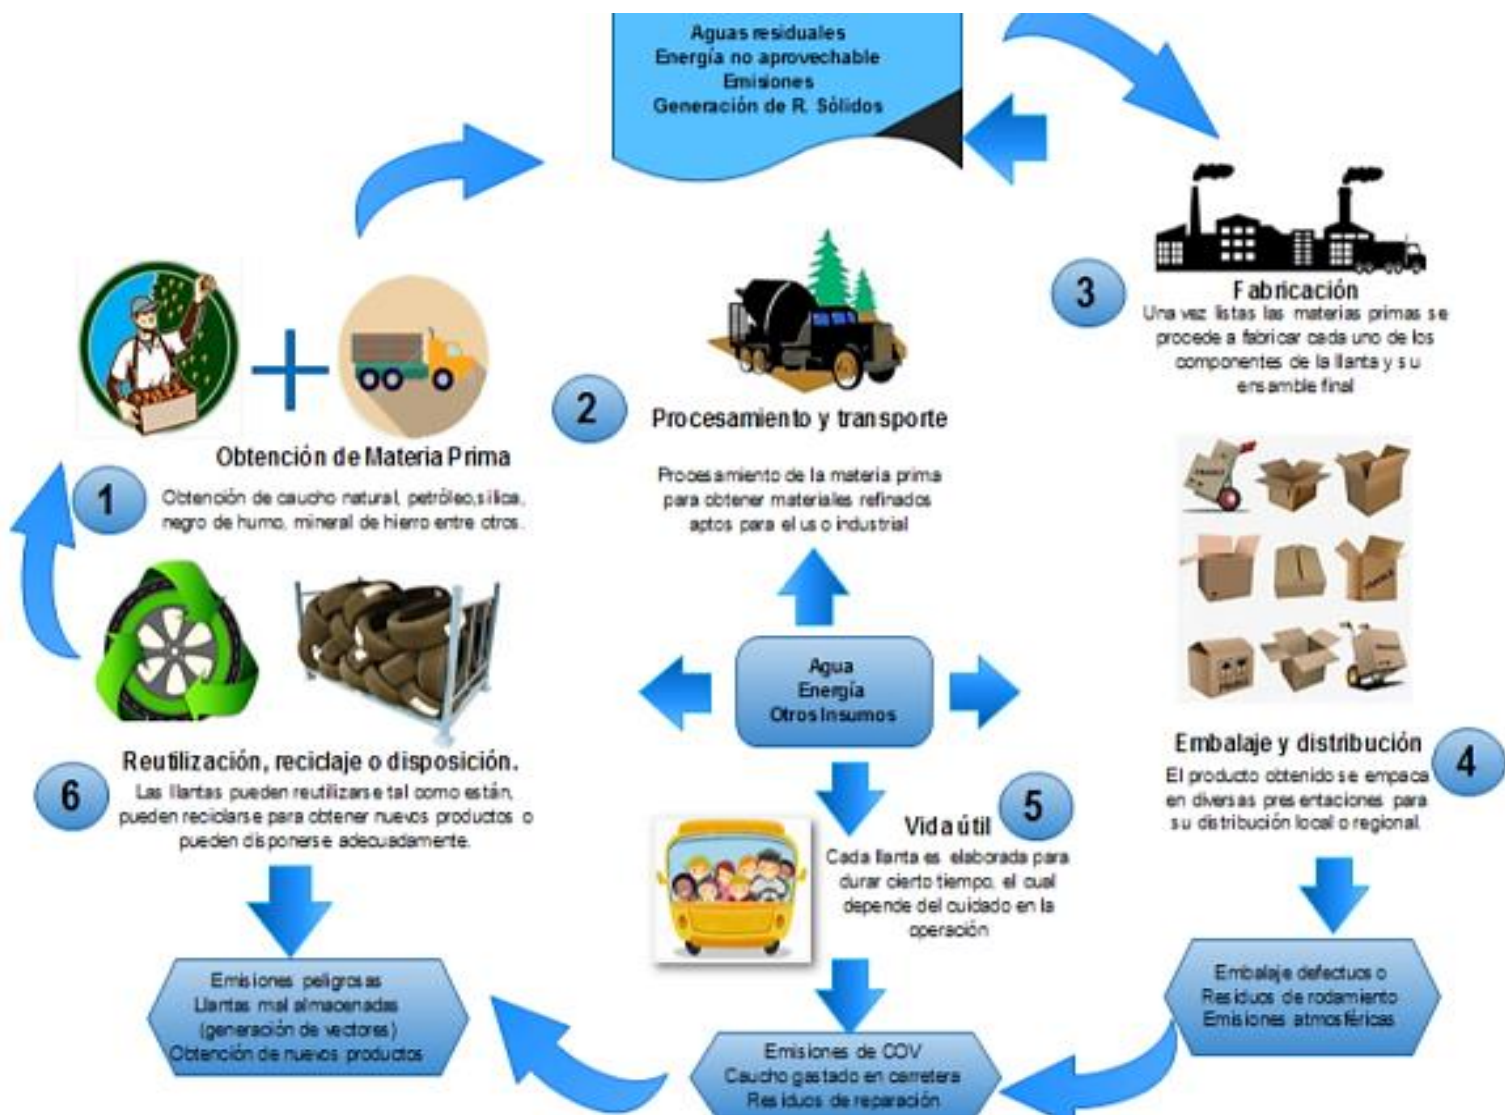 Aguas residuales
Energía no aprovechable
Emisiones
Generación de R. Sólidos
3
Fabricación
Una vez listas las materias primas se
procede a fabricar cada uno de los
componentes de la llanta y su
ensamble final
2
Procesamiento y transporte
Procesamiento de la materia prima
para obtener materiales refinados
aptos para el uso industrial
Obtención de Materia Prima
1
Obtención de caucho natural, petróleo,sílica,
negro de humo, mineral de hierro entre otros.
Agua
Energía
Otros Insumos
Embalaje y distribución
4
El producto obtenido se empaca
en diversas presentaciones para
su distribución local o regional.
Reutilización, reciclaje o disposición.
6
Las llantas pueden reutilizarse tal como están,
pueden reciclarse para obtener nuevos productos o
pueden disponerse adecuadamente.
5
Vida útil
Cada llanta es elaborada para
durar cierto tiempo, el cual
depende del cuidado en la
operación
Emisiones peligrosas
Llantas mal almacenadas
(generación de vectores)
Obtención de nuevos productos
Emisiones de COV
Caucho gastado en carretera
Residuos de reparación
Embalaje defectuoso
Residuos de rodamiento
Emisiones atmosféricas